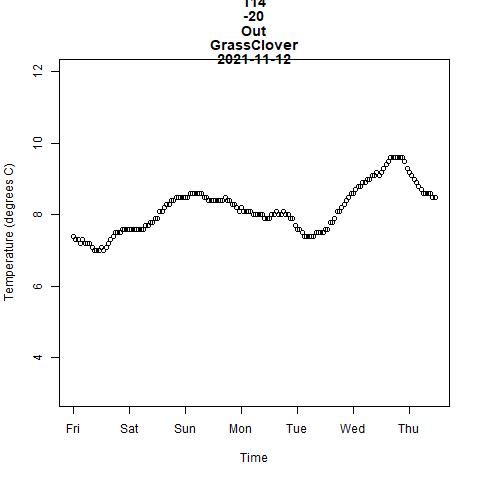 -20
Out
GrassClover
2021-11-12
12
10
8
6
4
Temperature (degrees C)
Fri Sat Sun Mon Tue Wed Thu
Time